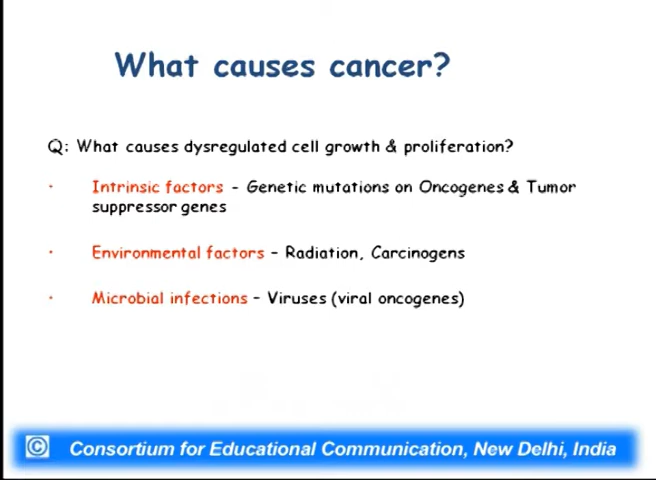 What causes cancer?
Q: What causes dysregulated cell growth & proliferation?
· Intrinsic factors - Genetic mutations on Oncogenes & Tumor
suppressor genes
· Environmental factors - Radiation, Carcinogens
· Microbial infections - Viruses (viral oncogenes)
© Consortium for Educational Communication, New Delhi, India